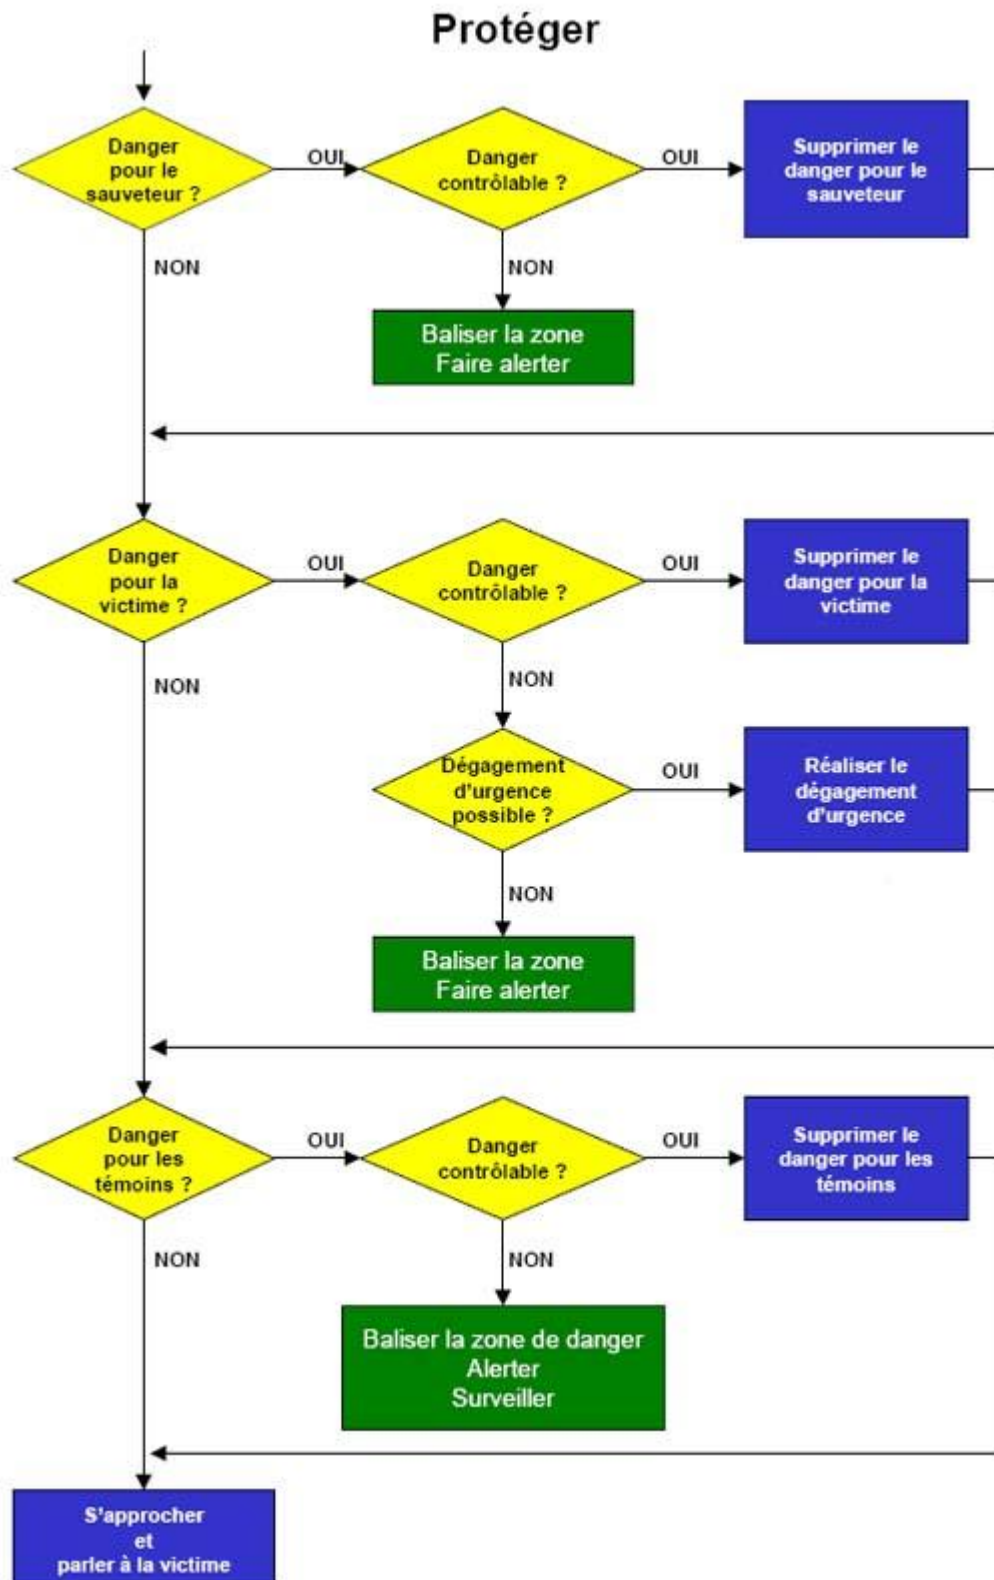 Protéger
Danger
pour le
sauveteur ?
OUI
Danger
contrôlable ?
OUI
Supprimer le
danger pour le
sauveteur
NON
NON
Baliser la zone
Faire alerter
Danger
pour la
victime ?
OUI
Danger
contrôlable ?
OUI
Supprimer le
danger pour la
victime
NON
NON
Dégagement
d'urgence
possible ?
OUI
Réaliser le
dégagement
d'urgence
NON
Baliser la zone
Faire alerter
Danger
pour les
témoins ?
OUI
Danger
contrôlable ?
OUI
Supprimer le
danger pour les
témoins
NON
NON
Baliser la zone de danger
Alerter
Surveiller
S'approcher
et
parler à la victime